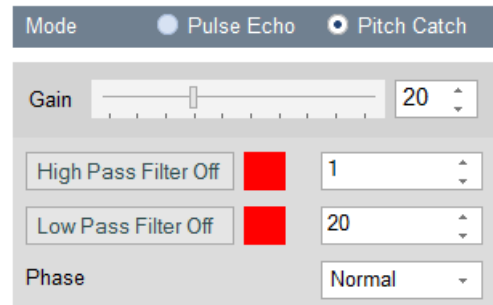 Mode Pulse Echo Pitch Catch
Gain 20
High Pass Filter Off 1
Low Pass Filter Off 20
Phase Normal